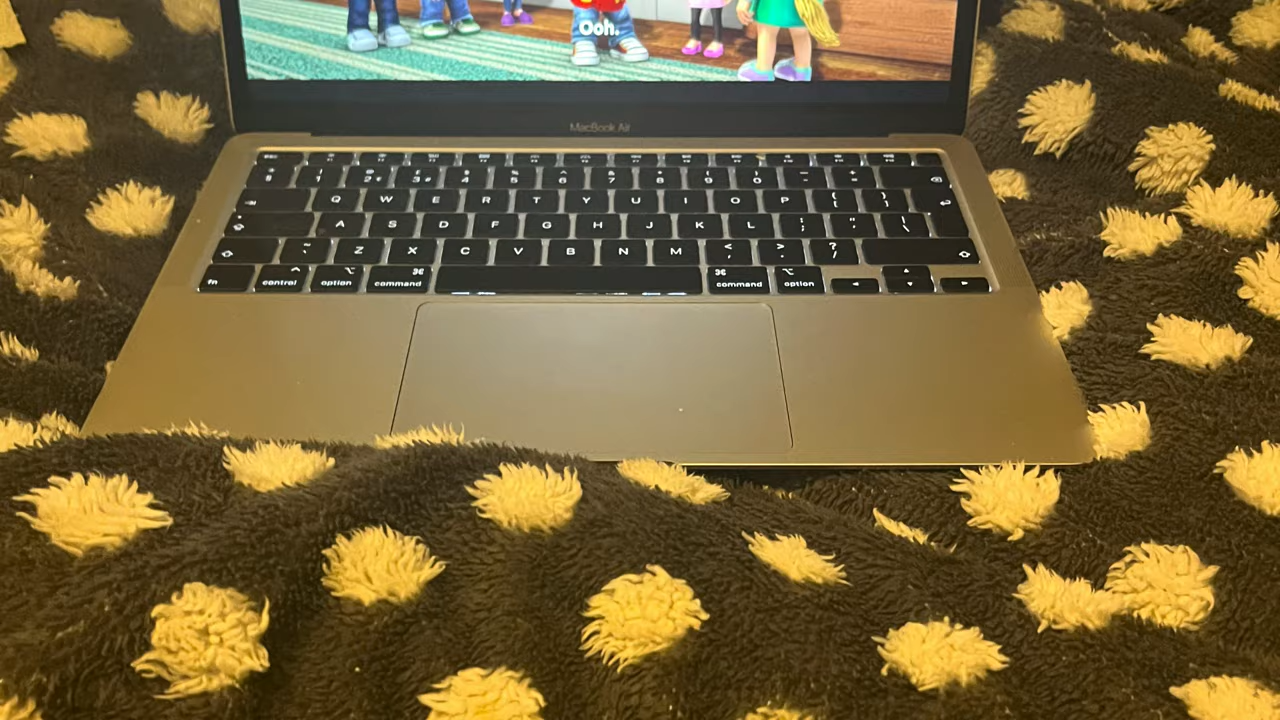 Ooh.
MacBook Air
Q W E R T Y U I O P { [ } ]
A S D F G H J K L : ; " ' | \
~ ` Z X C V B N M < , > . ? /
fn control option ⌘ command ⌘ command option